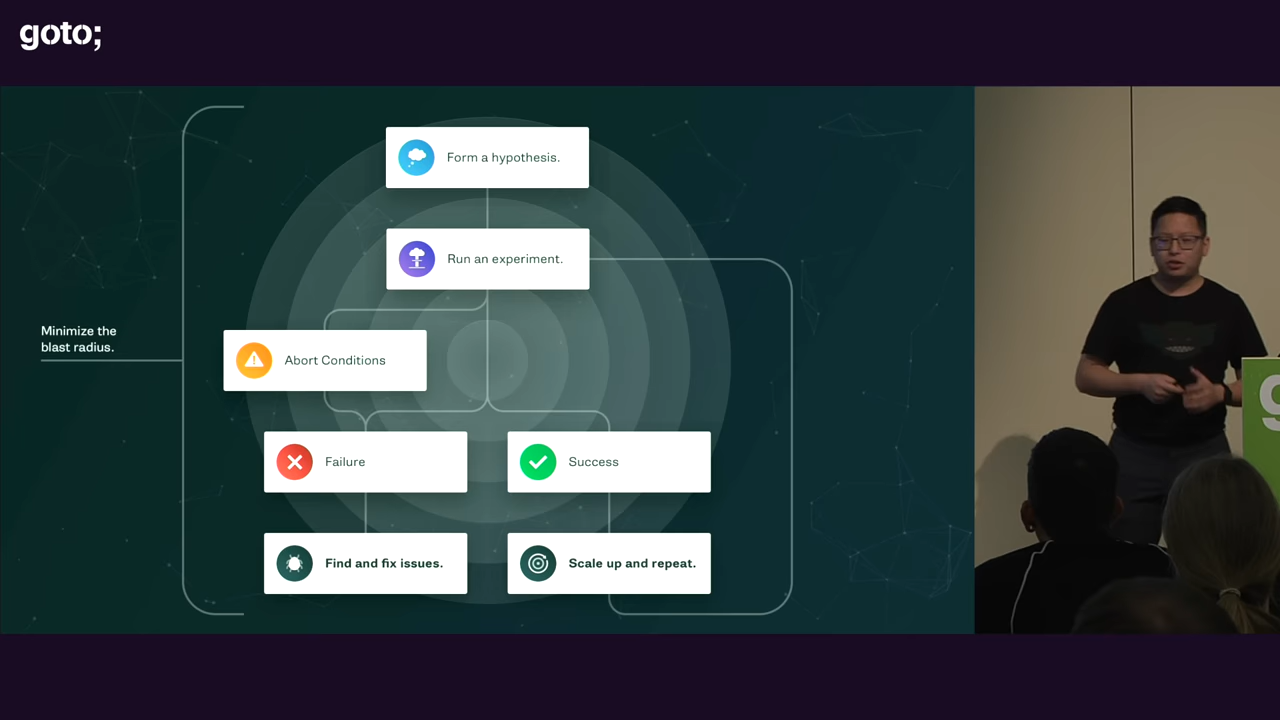 goto;
Form a hypothesis.
Run an experiment.
Minimize the
blast radius.
Abort Conditions
Failure
Success
Find and fix issues.
Scale up and repeat.
g